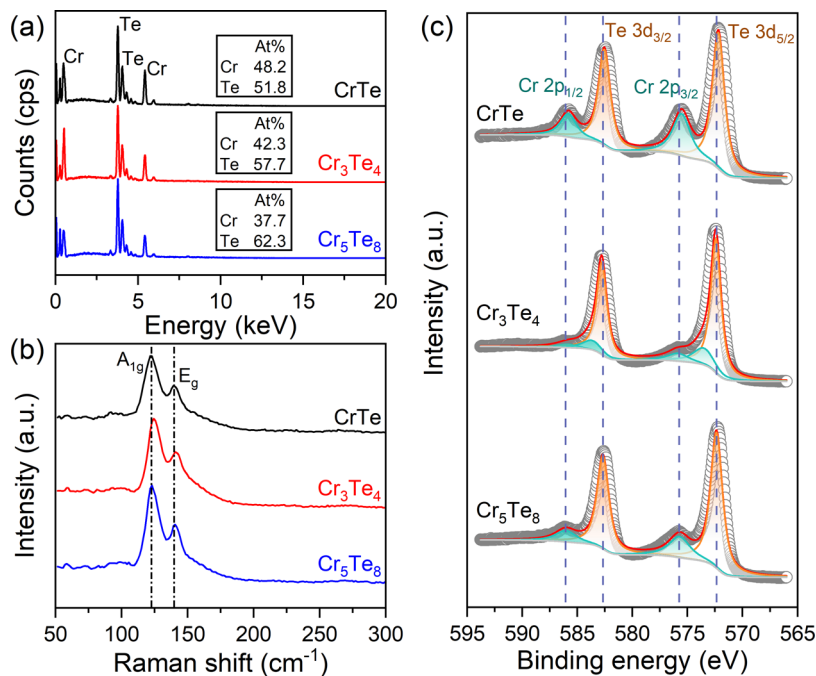 (a)
Te
Te
Cr
Cr
At%
Cr 48.2
Te 51.8
CrTe
At%
Cr 42.3
Te 57.7
Cr₃Te₄
At%
Cr 37.7
Te 62.3
Cr₅Te₈
Counts (cps)
0 5 10 15 20
Energy (keV)
(b)
A₁g
Eg
CrTe
Cr₃Te₄
Cr₅Te₈
Intensity (a.u.)
50 100 150 200 250 300
Raman shift (cm⁻¹)
(c)
Te 3d₃/₂
Te 3d₅/₂
Cr 2p₁/₂
Cr 2p₃/₂
CrTe
Cr₃Te₄
Cr₅Te₈
Intensity (a.u.)
595 590 585 580 575 570 565
Binding energy (eV)